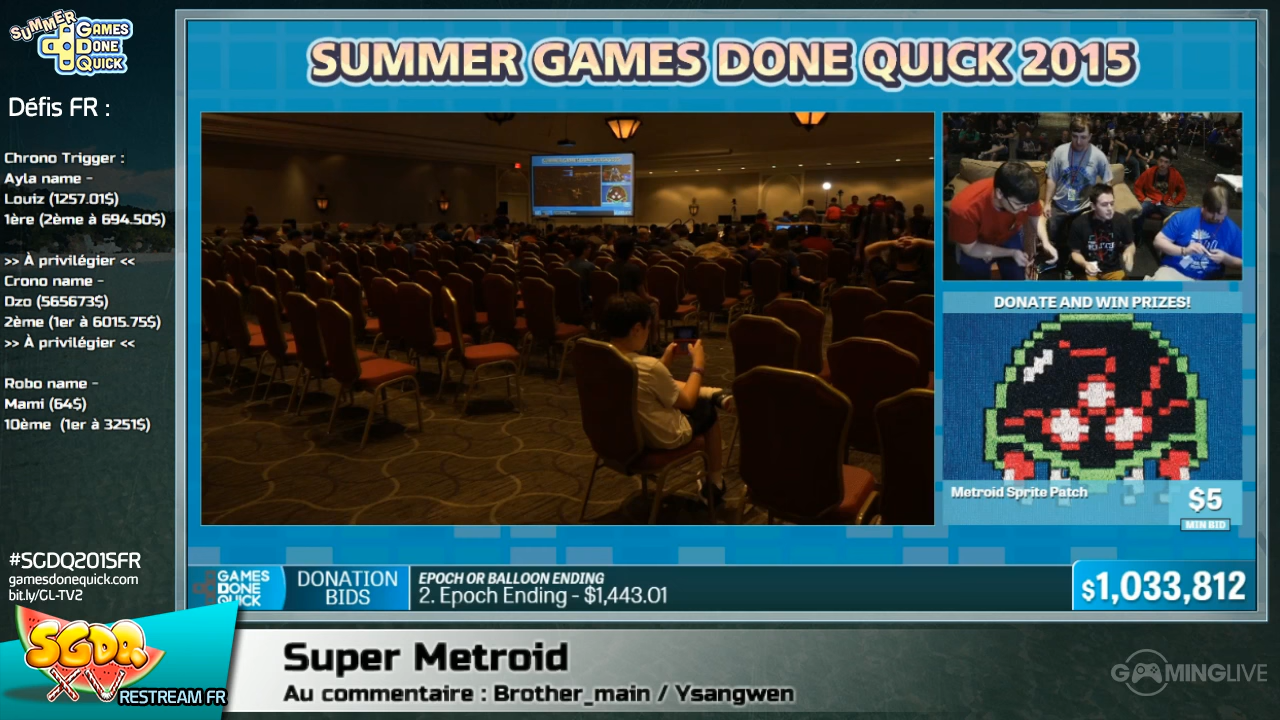 SUMMER
GAMES
DONE
QUICK
Défis FR :
Chrono Trigger :
Ayla name -
Louiz (1257.01$)
1ère (2ème à 694.50$)
>> À privilégier <<
Crono name -
Dzo (565673$)
2ème (1er à 6015.75$)
>> À privilégier <<
Robo name -
Mami (64$)
10ème (1er à 3251$)
#SGDQ2015FR
gamesdonequick.com
bit.ly/GL-TV2
SGDQ
RESTREAM FR
SUMMER GAMES DONE QUICK 2015
DONATE AND WIN PRIZES!
Metroid Sprite Patch
$5
MIN BID
GAMES
DONE
QUICK
DONATION
BIDS
EPOCH OR BALLOON ENDING
2. Epoch Ending - $1,443.01
$1,033,812
Super Metroid
Au commentaire : Brother_main / Ysangwen
GAMINGLIVE